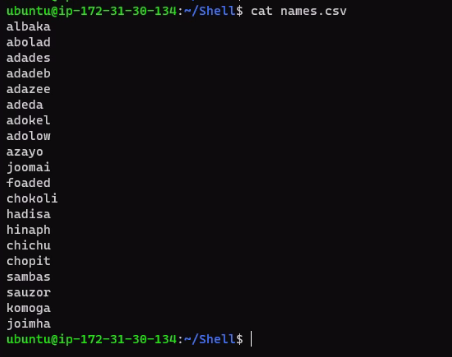 ubuntu@ip-172-31-30-134:~/Shell$ cat names.csv
albaka
abolad
adades
adadeb
adazee
adeda
adokel
adolow
azayo
joomai
foaded
chokoli
hadisa
hinaph
chichu
chopit
sambas
sauzor
komoga
joimha
ubuntu@ip-172-31-30-134:~/Shell$